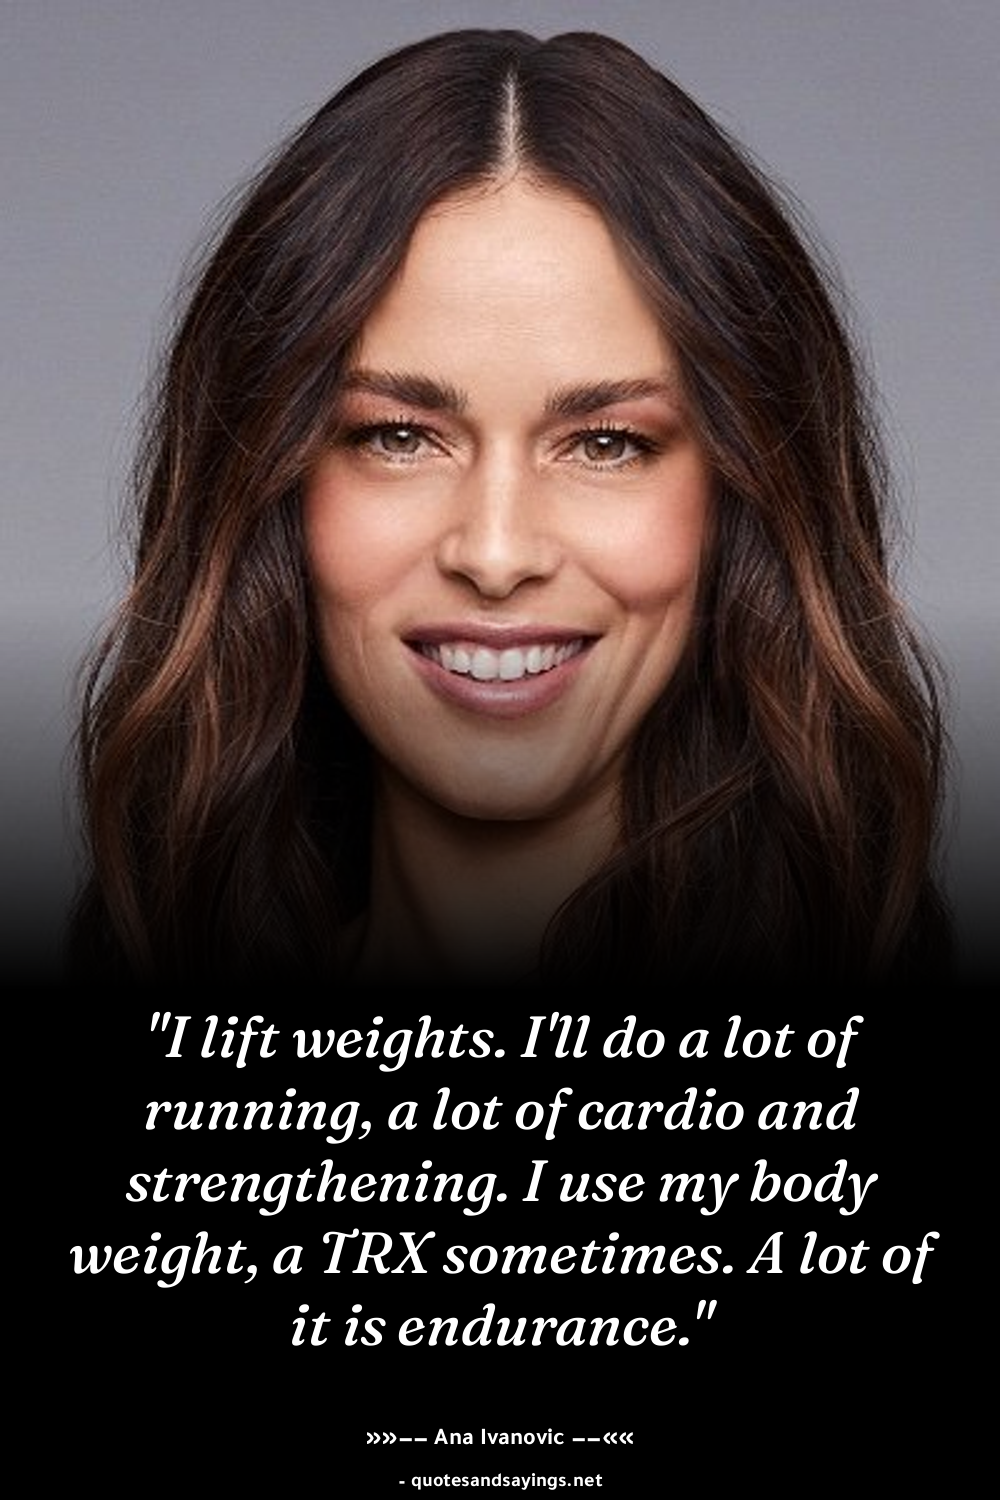 "I lift weights. I'll do a lot of
running, a lot of cardio and
strengthening. I use my body
weight, a TRX sometimes. A lot of
it is endurance."
»»−− Ana Ivanovic −−««
- quotesandsayings.net